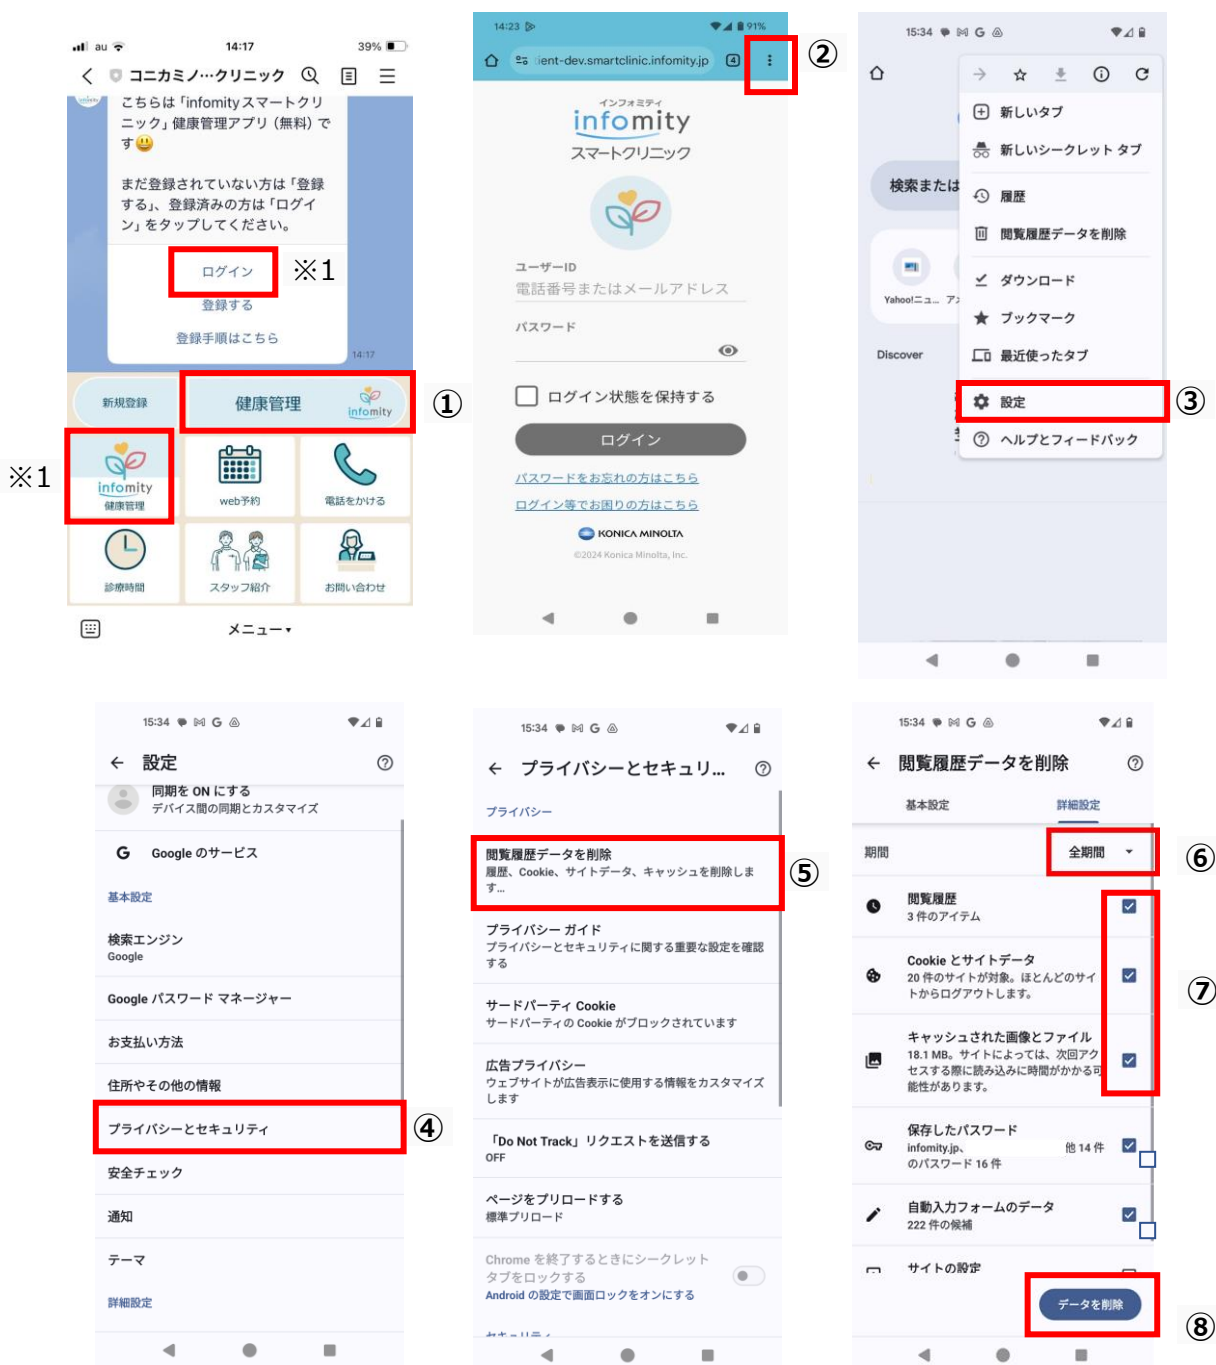 au
14:17
39%
コニカミノ…クリニック
こちらは「infomityスマートクリ
ニック」健康管理アプリ（無料）で
す😃
まだ登録されていない方は「登録
する」、登録済みの方は「ログイ
ン」をタップしてください。
ログイン
※1
登録する
登録手順はこちら
14:17
新規登録
健康管理
infomity
①
※1
infomity
健康管理
web予約
電話をかける
診療時間
スタッフ紹介
お問い合わせ
メニュー▾
14:23
91%
ient-dev.smartclinic.infomity.jp
4
②
インフォミティ
infomity
スマートクリニック
ユーザーID
電話番号またはメールアドレス
パスワード
ログイン状態を保持する
ログイン
パスワードをお忘れの方はこちら
ログイン等でお困りの方はこちら
KONICA MINOLTA
©2024 Konica Minolta, Inc.
15:34
G
新しいタブ
新しいシークレット タブ
検索または
履歴
閲覧履歴データを削除
ダウンロード
Yahoo!ニュ...
ア
ブックマーク
Discover
最近使ったタブ
設定
③
ヘルプとフィードバック
15:34
G
設定
同期を ON にする
デバイス間の同期とカスタマイズ
G Google のサービス
基本設定
検索エンジン
Google
Google パスワード マネージャー
お支払い方法
住所やその他の情報
プライバシーとセキュリティ
④
安全チェック
通知
テーマ
詳細設定
15:34
G
プライバシーとセキュリ...
プライバシー
閲覧履歴データを削除
履歴、Cookie、サイトデータ、キャッシュを削除しま
す...
⑤
プライバシー ガイド
プライバシーとセキュリティに関する重要な設定を確認
する
サードパーティ Cookie
サードパーティの Cookie がブロックされています
広告プライバシー
ウェブサイトが広告表示に使用する情報をカスタマイズ
します
「Do Not Track」リクエストを送信する
OFF
ページをプリロードする
標準プリロード
Chrome を終了するときにシークレット
タブをロックする
Android の設定で画面ロックをオンにする
セキュリティ
15:34
G
閲覧履歴データを削除
基本設定
詳細設定
期間
全期間
⑥
閲覧履歴
3 件のアイテム
Cookie とサイトデータ
20 件のサイトが対象。ほとんどのサイ
トからログアウトします。
⑦
キャッシュされた画像とファイル
18.1 MB。サイトによっては、次回アク
セスする際に読み込みに時間がかかる可
能性があります。
保存したパスワード
infomity.jp、 他 14 件
のパスワード 16 件
自動入力フォームのデータ
222 件の候補
サイトの設定
データを削除
⑧